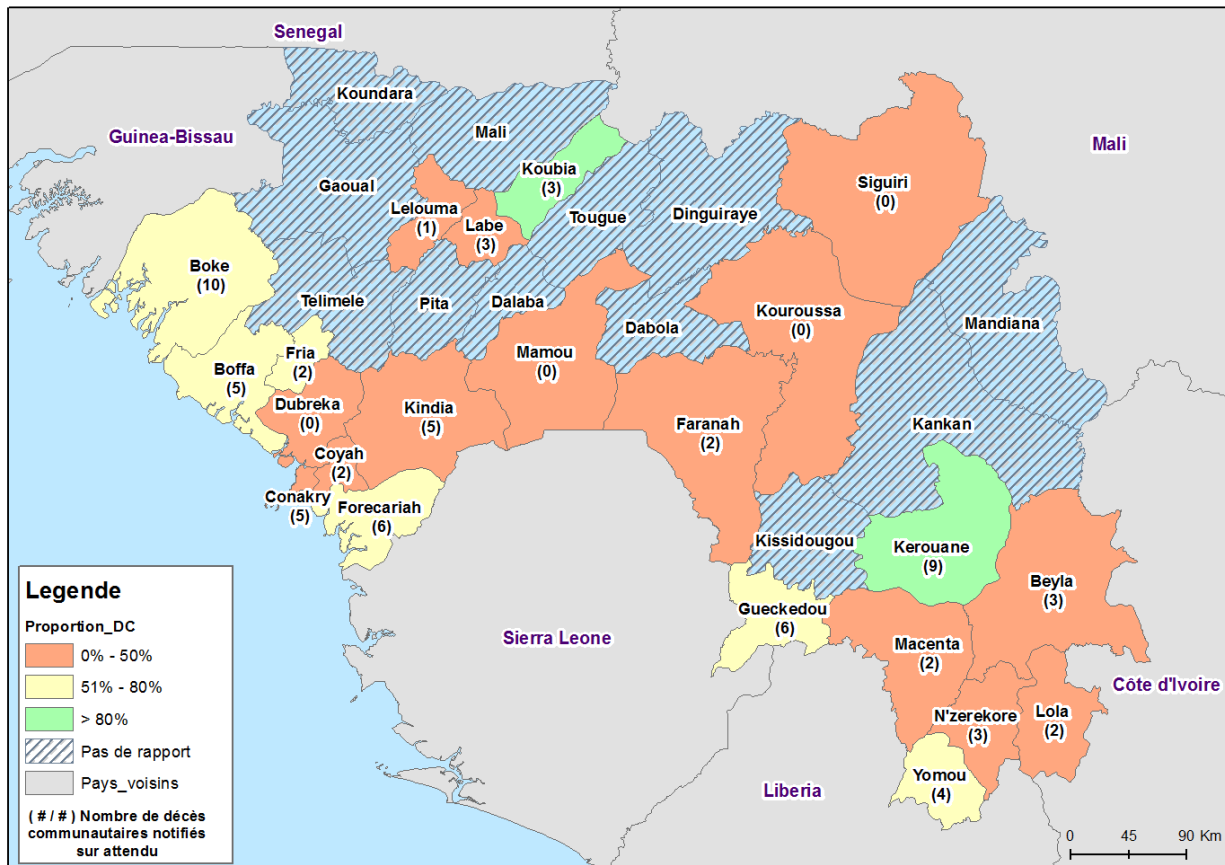 Senegal
Koundara
Guinea-Bissau
Mali
Mali
Koubia
(3)
Gaoual
Siguiri
(0)
Lelouma
(1)
Labe
(3)
Tougue
Dinguiraye
Boke
(10)
Telimele
Pita
Dalaba
Kouroussa
(0)
Mandiana
Dabola
Fria
(2)
Mamou
(0)
Boffa
(5)
Dubreka
(0)
Kindia
(5)
Faranah
(2)
Kankan
Coyah
(2)
Conakry
(5)
Forecariah
(6)
Kissidougou
Kerouane
(9)
Beyla
(3)
Gueckedou
(6)
Sierra Leone
Macenta
(2)
Côte d'Ivoire
N'zerekore
(3)
Lola
(2)
Yomou
(4)
Liberia
Legende
Proportion_DC
0% - 50%
51% - 80%
> 80%
Pas de rapport
Pays_voisins
( # / # ) Nombre de décès
communautaires notifiés
sur attendu
0 45 90 Km